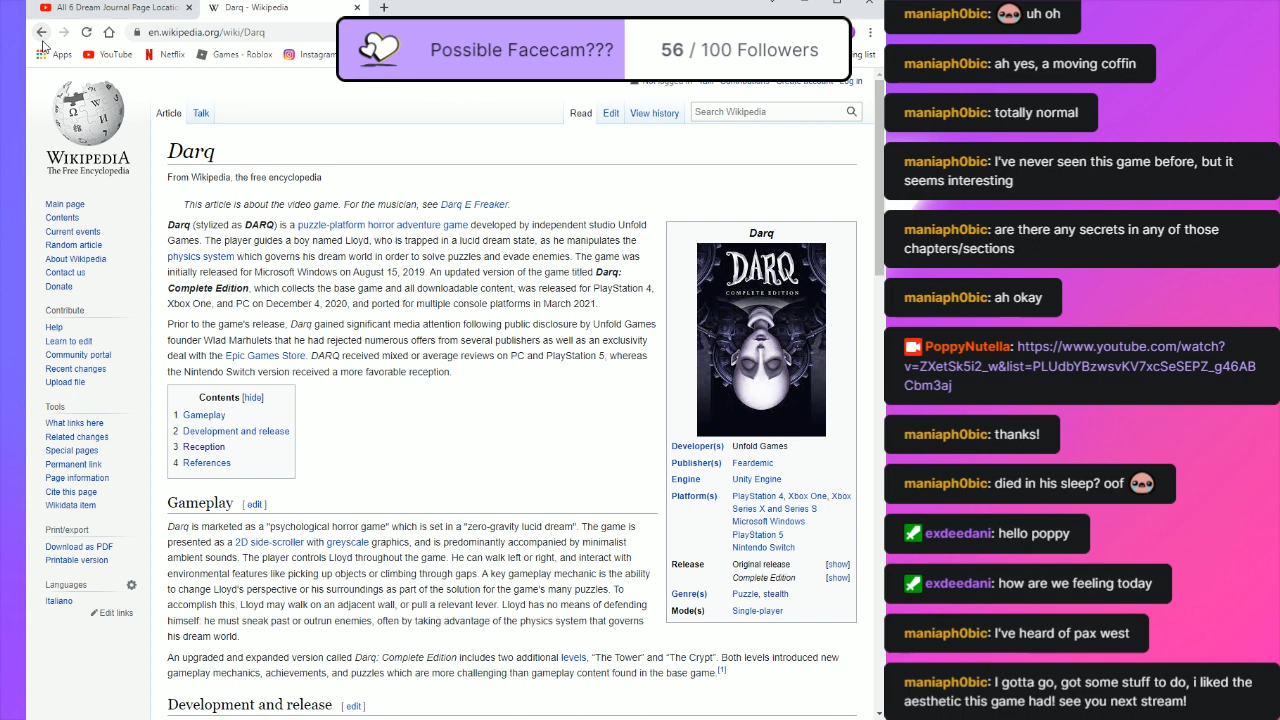 All 6 Dream Journal Page Locatio
Darq - Wikipedia
en.wikipedia.org/wiki/Darq
Apps
YouTube
Netflix
Games - Roblox
Instagram
Possible Facecam???
56 / 100 Followers
WIKIPEDIA
The Free Encyclopedia
Main page
Contents
Current events
Random article
About Wikipedia
Contact us
Donate
Contribute
Help
Learn to edit
Community portal
Recent changes
Upload file
Tools
What links here
Related changes
Special pages
Permanent link
Page information
Cite this page
Wikidata item
Print/export
Download as PDF
Printable version
Languages
Italiano
Edit links
Article
Talk
Read
Edit
View history
Search Wikipedia
Darq
From Wikipedia, the free encyclopedia
This article is about the video game. For the musician, see Darq E Freaker.
Darq (stylized as DARQ) is a puzzle-platform horror adventure game developed by independent studio Unfold
Games. The player guides a boy named Lloyd, who is trapped in a lucid dream state, as he manipulates the
physics system which governs his dream world in order to solve puzzles and evade enemies. The game was
initially released for Microsoft Windows on August 15, 2019. An updated version of the game titled Darq:
Complete Edition, which collects the base game and all downloadable content, was released for PlayStation 4,
Xbox One, and PC on December 4, 2020, and ported for multiple console platforms in March 2021.
Prior to the game's release, Darq gained significant media attention following public disclosure by Unfold Games
founder Wlad Marhulets that he had rejected numerous offers from several publishers as well as an exclusivity
deal with the Epic Games Store. DARQ received mixed or average reviews on PC and PlayStation 5, whereas
the Nintendo Switch version received a more favorable reception.
Contents [hide]
1 Gameplay
2 Development and release
3 Reception
4 References
Gameplay [ edit ]
Darq is marketed as a "psychological horror game" which is set in a "zero-gravity lucid dream". The game is
presented as a 2D side-scroller with greyscale graphics, and is predominantly accompanied by minimalist
ambient sounds. The player controls Lloyd throughout the game. He can walk left or right, and interact with
environmental features like picking up objects or climbing through gaps. A key gameplay mechanic is the ability
to change Lloyd's perspective or his surroundings as part of the solution for the game's many puzzles. To
accomplish this, Lloyd may walk on an adjacent wall, or pull a relevant lever. Lloyd has no means of defending
himself: he must sneak past or outrun enemies, often by taking advantage of the physics system that governs
his dream world.
An upgraded and expanded version called Darq: Complete Edition includes two additional levels, “The Tower” and “The Crypt”. Both levels introduced new
gameplay mechanics, achievements, and puzzles which are more challenging than gameplay content found in the base game.[1]
Development and release [ edit ]
Darq
DARQ
COMPLETE EDITION
Developer(s) Unfold Games
Publisher(s) Feardemic
Engine Unity Engine
Platform(s) PlayStation 4, Xbox One, Xbox
Series X and Series S
Microsoft Windows
PlayStation 5
Nintendo Switch
Release Original release [show]
Complete Edition [show]
Genre(s) Puzzle, stealth
Mode(s) Single-player
maniaph0bic: uh oh
maniaph0bic: ah yes, a moving coffin
maniaph0bic: totally normal
maniaph0bic: I've never seen this game before, but it
seems interesting
maniaph0bic: are there any secrets in any of those
chapters/sections
maniaph0bic: ah okay
PoppyNutella: https://www.youtube.com/watch?
v=ZXetSk5i2_w&list=PLUdbYBzwsvKV7xcSeSEPZ_g46AB
Cbm3aj
maniaph0bic: thanks!
maniaph0bic: died in his sleep? oof
exdeedani: hello poppy
exdeedani: how are we feeling today
maniaph0bic: I've heard of pax west
maniaph0bic: I gotta go, got some stuff to do, i liked the
aesthetic this game had! see you next stream!